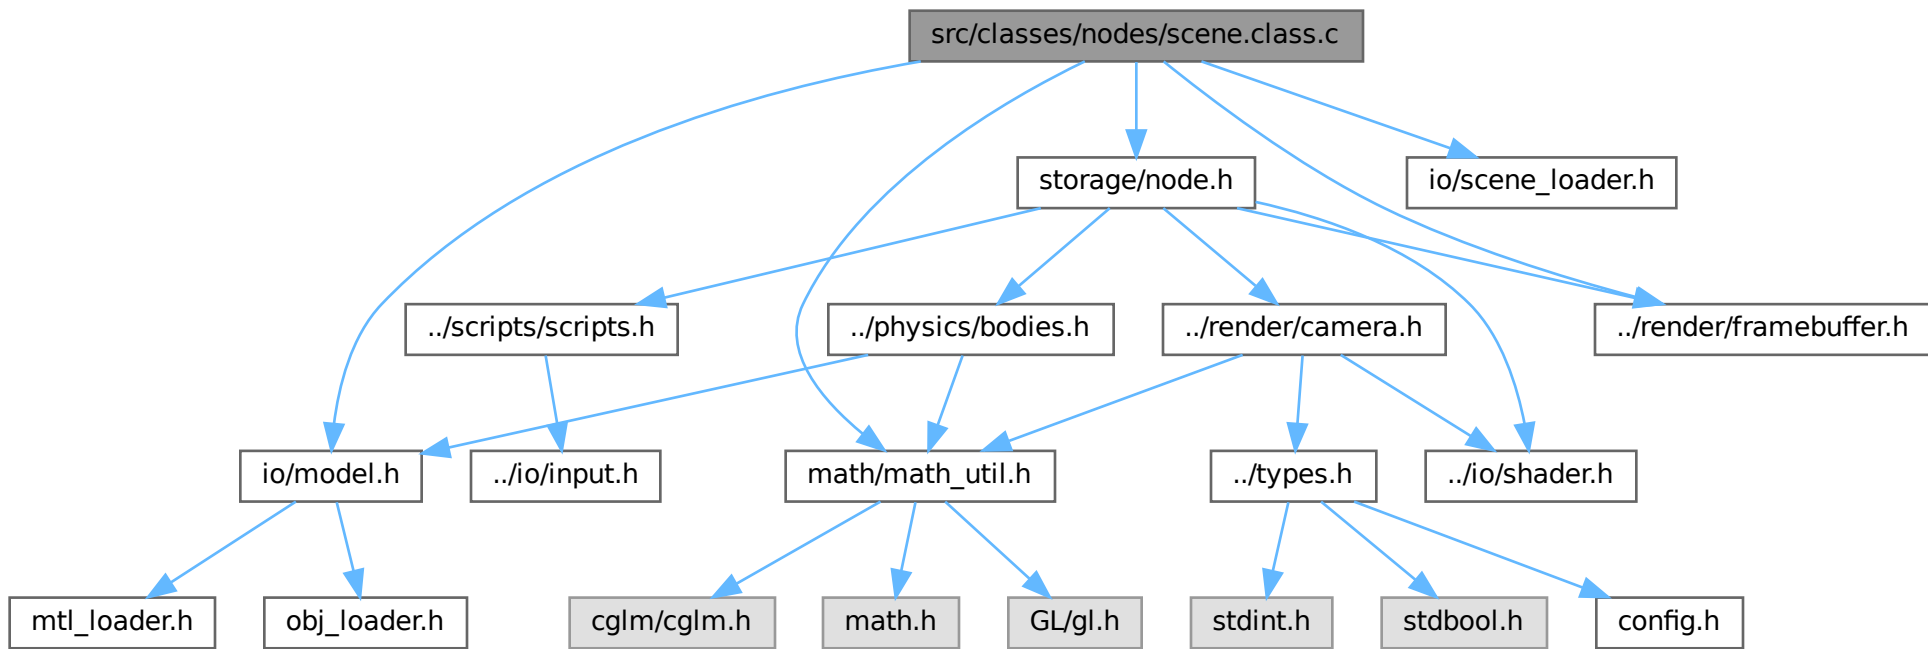 src/classes/nodes/scene.class.c
storage/node.h
io/scene_loader.h
../scripts/scripts.h
../physics/bodies.h
../render/camera.h
../render/framebuffer.h
io/model.h
../io/input.h
math/math_util.h
../types.h
../io/shader.h
mtl_loader.h
obj_loader.h
cglm/cglm.h
math.h
GL/gl.h
stdint.h
stdbool.h
config.h